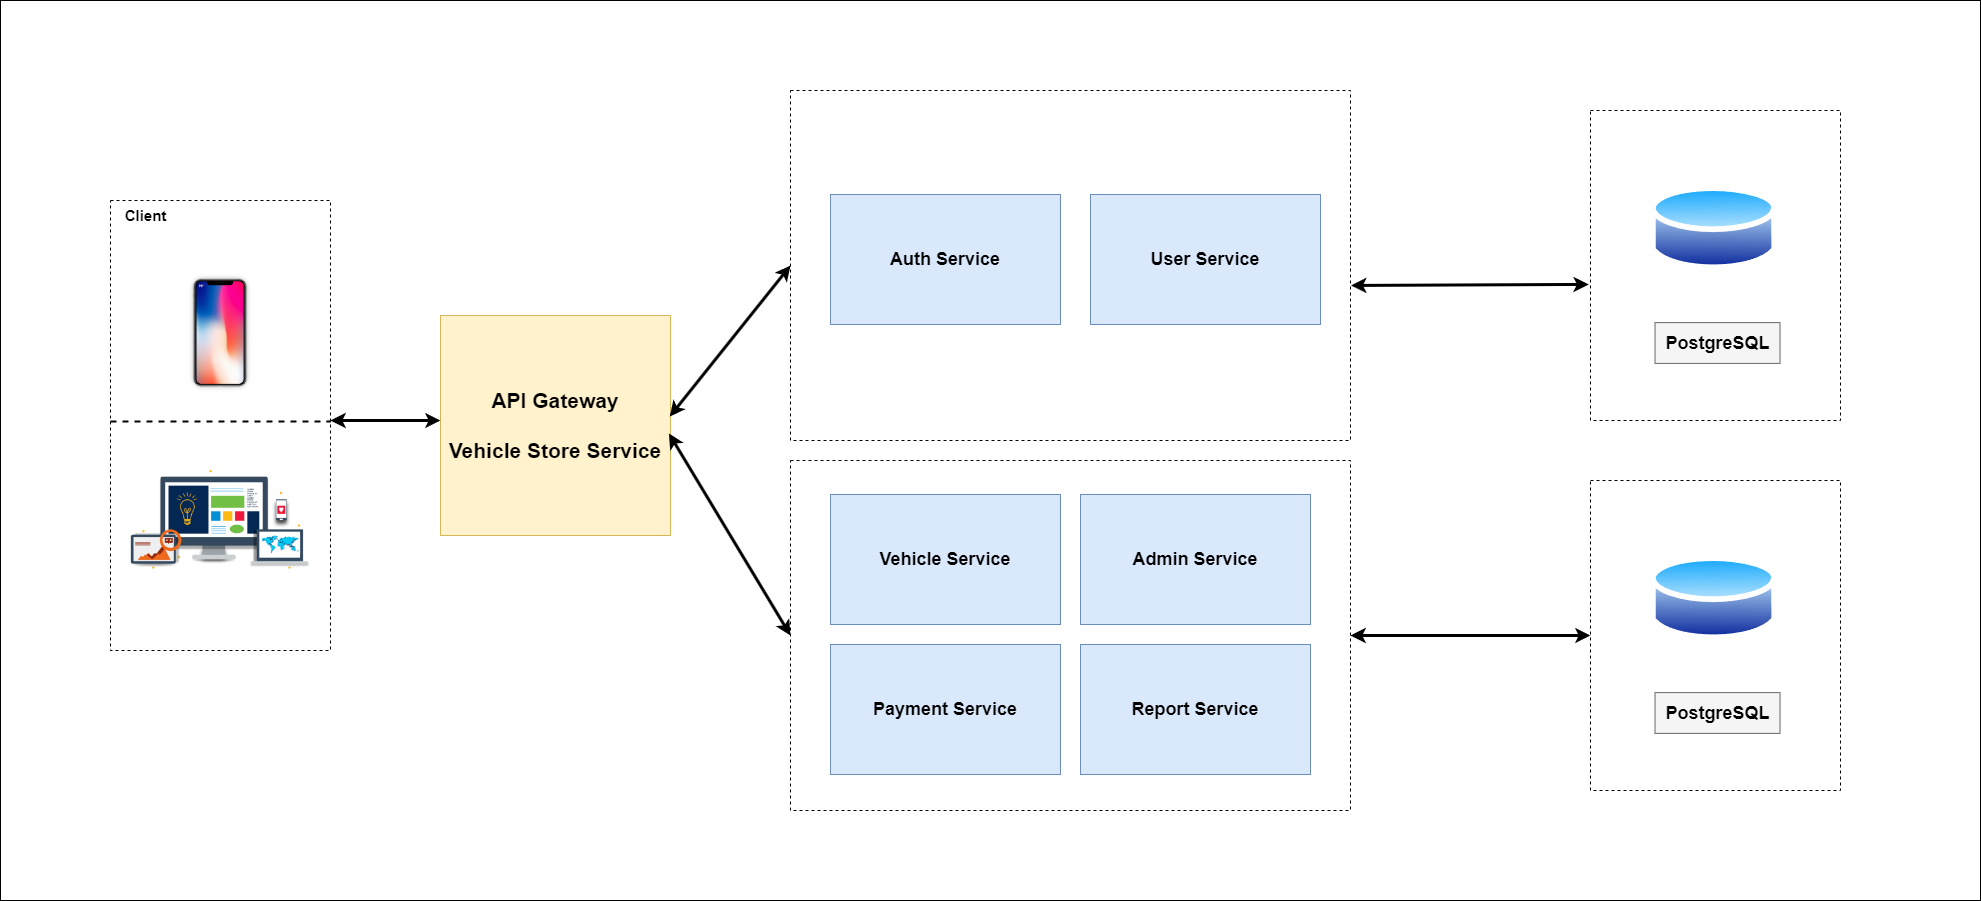 Client
API Gateway
Vehicle Store Service
Auth Service
User Service
Vehicle Service
Admin Service
Payment Service
Report Service
PostgreSQL
PostgreSQL